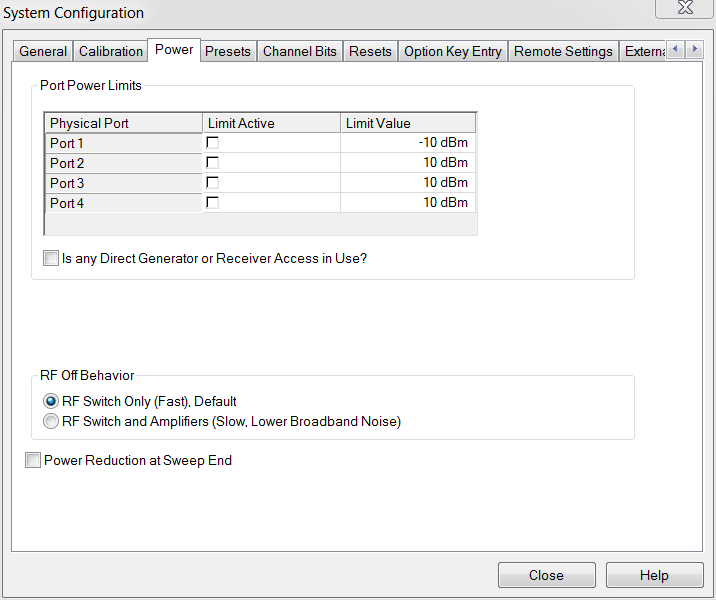 System Configuration
General Calibration Power Presets Channel Bits Resets Option Key Entry Remote Settings Externa
Port Power Limits
Physical Port Limit Active Limit Value
Port 1 -10 dBm
Port 2 10 dBm
Port 3 10 dBm
Port 4 10 dBm
Is any Direct Generator or Receiver Access in Use?
RF Off Behavior
RF Switch Only (Fast), Default
RF Switch and Amplifiers (Slow, Lower Broadband Noise)
Power Reduction at Sweep End
Close Help